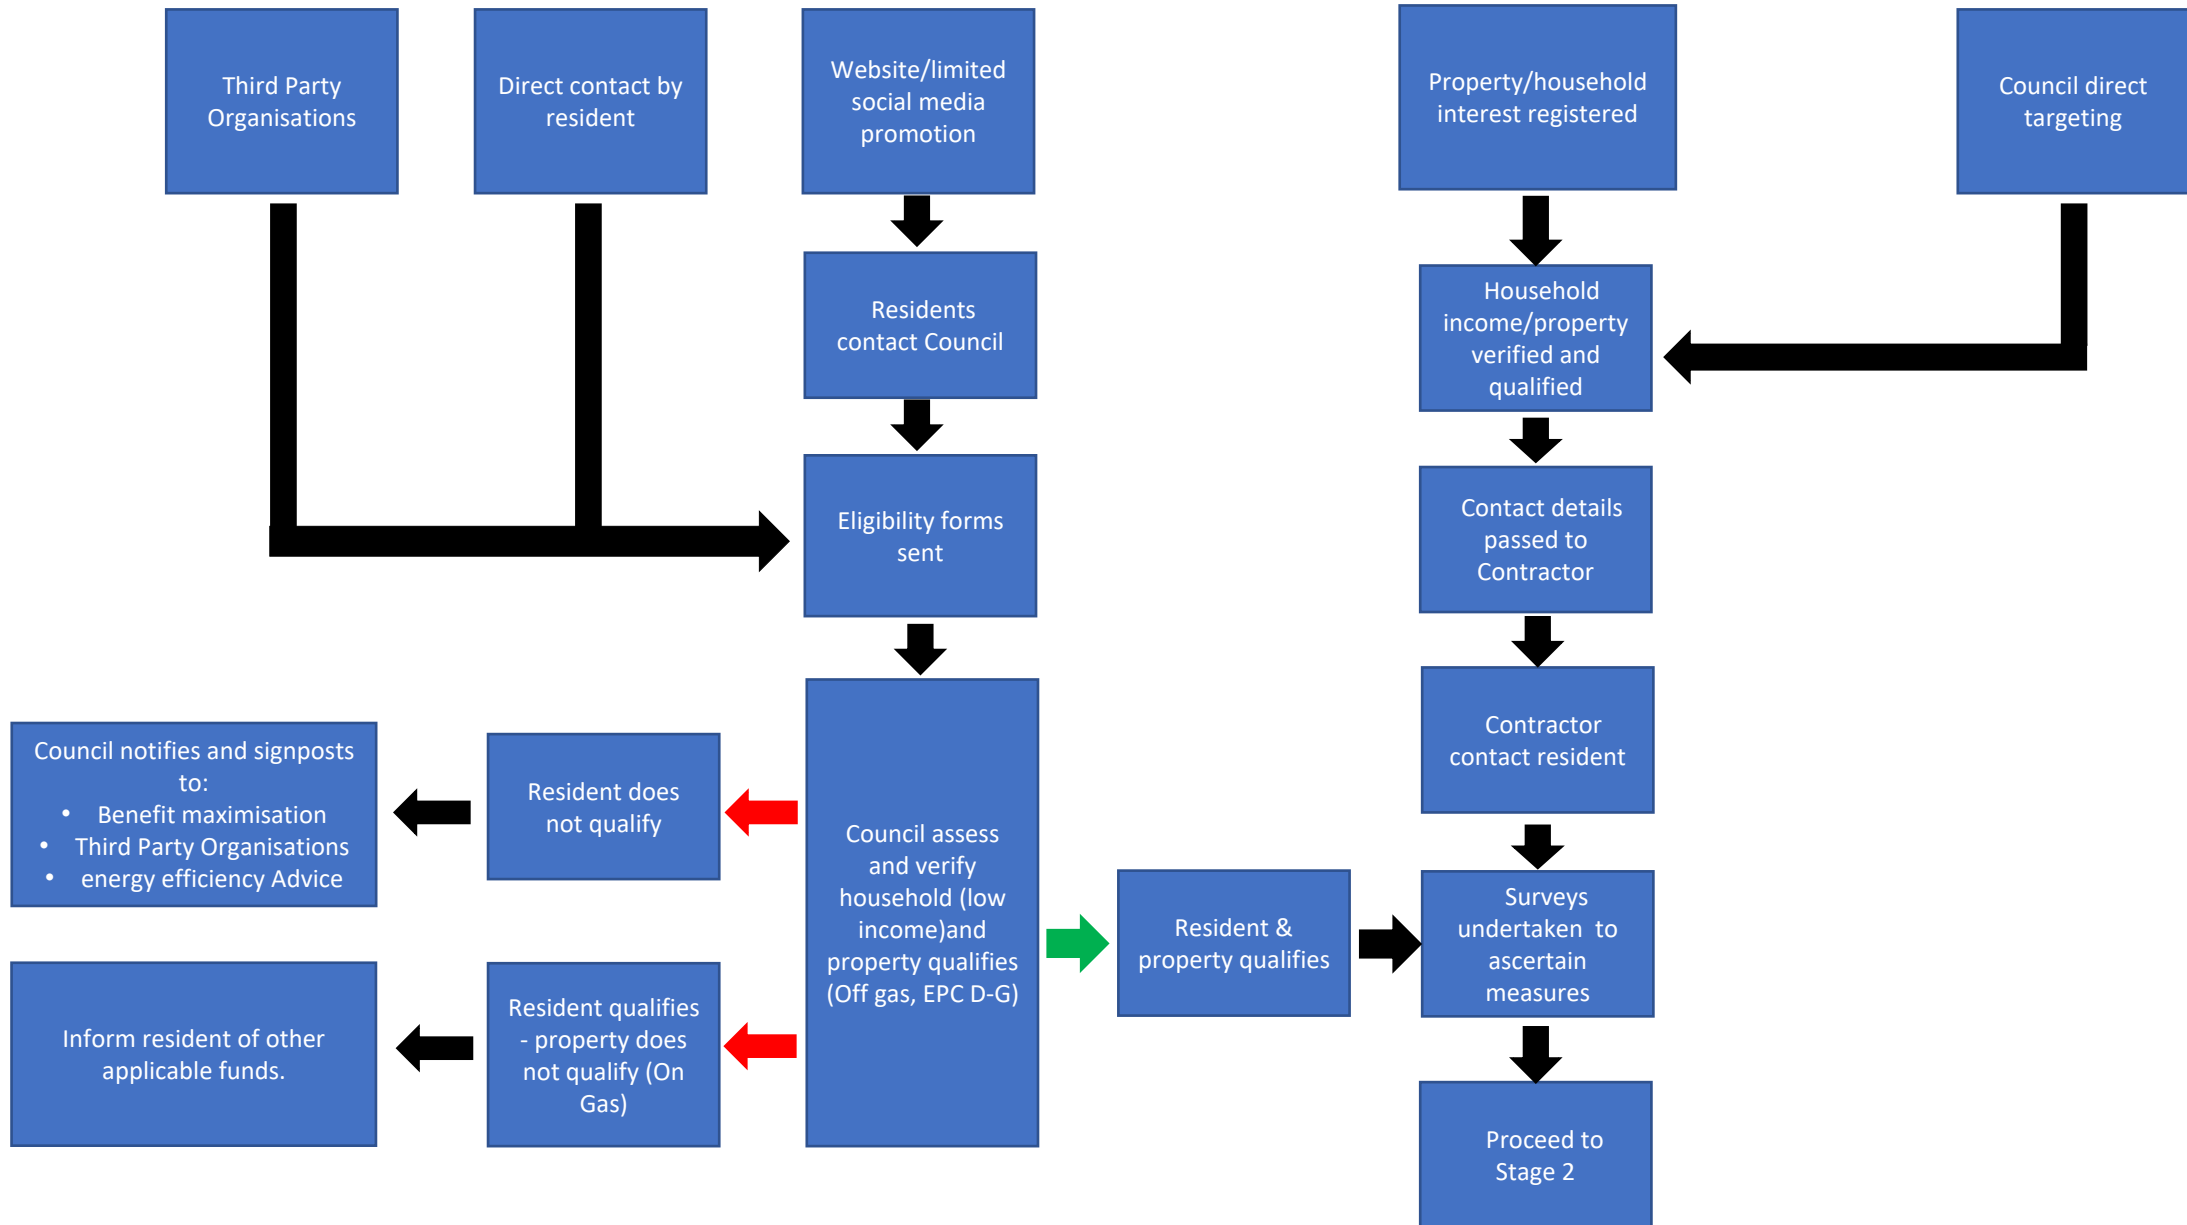 Third Party
Organisations
Direct contact by
resident
Website/limited
social media
promotion
Property/household
interest registered
Council direct
targeting
Residents
contact Council
Household
income/property
verified and
qualified
Eligibility forms
sent
Contact details
passed to
Contractor
Contractor
contact resident
Council notifies and signposts
to:
• Benefit maximisation
• Third Party Organisations
• energy efficiency Advice
Resident does
not qualify
Council assess
and verify
household (low
income)and
property qualifies
(Off gas, EPC D-G)
Resident &
property qualifies
Surveys
undertaken to
ascertain
measures
Inform resident of other
applicable funds.
Resident qualifies
- property does
not qualify (On
Gas)
Proceed to
Stage 2